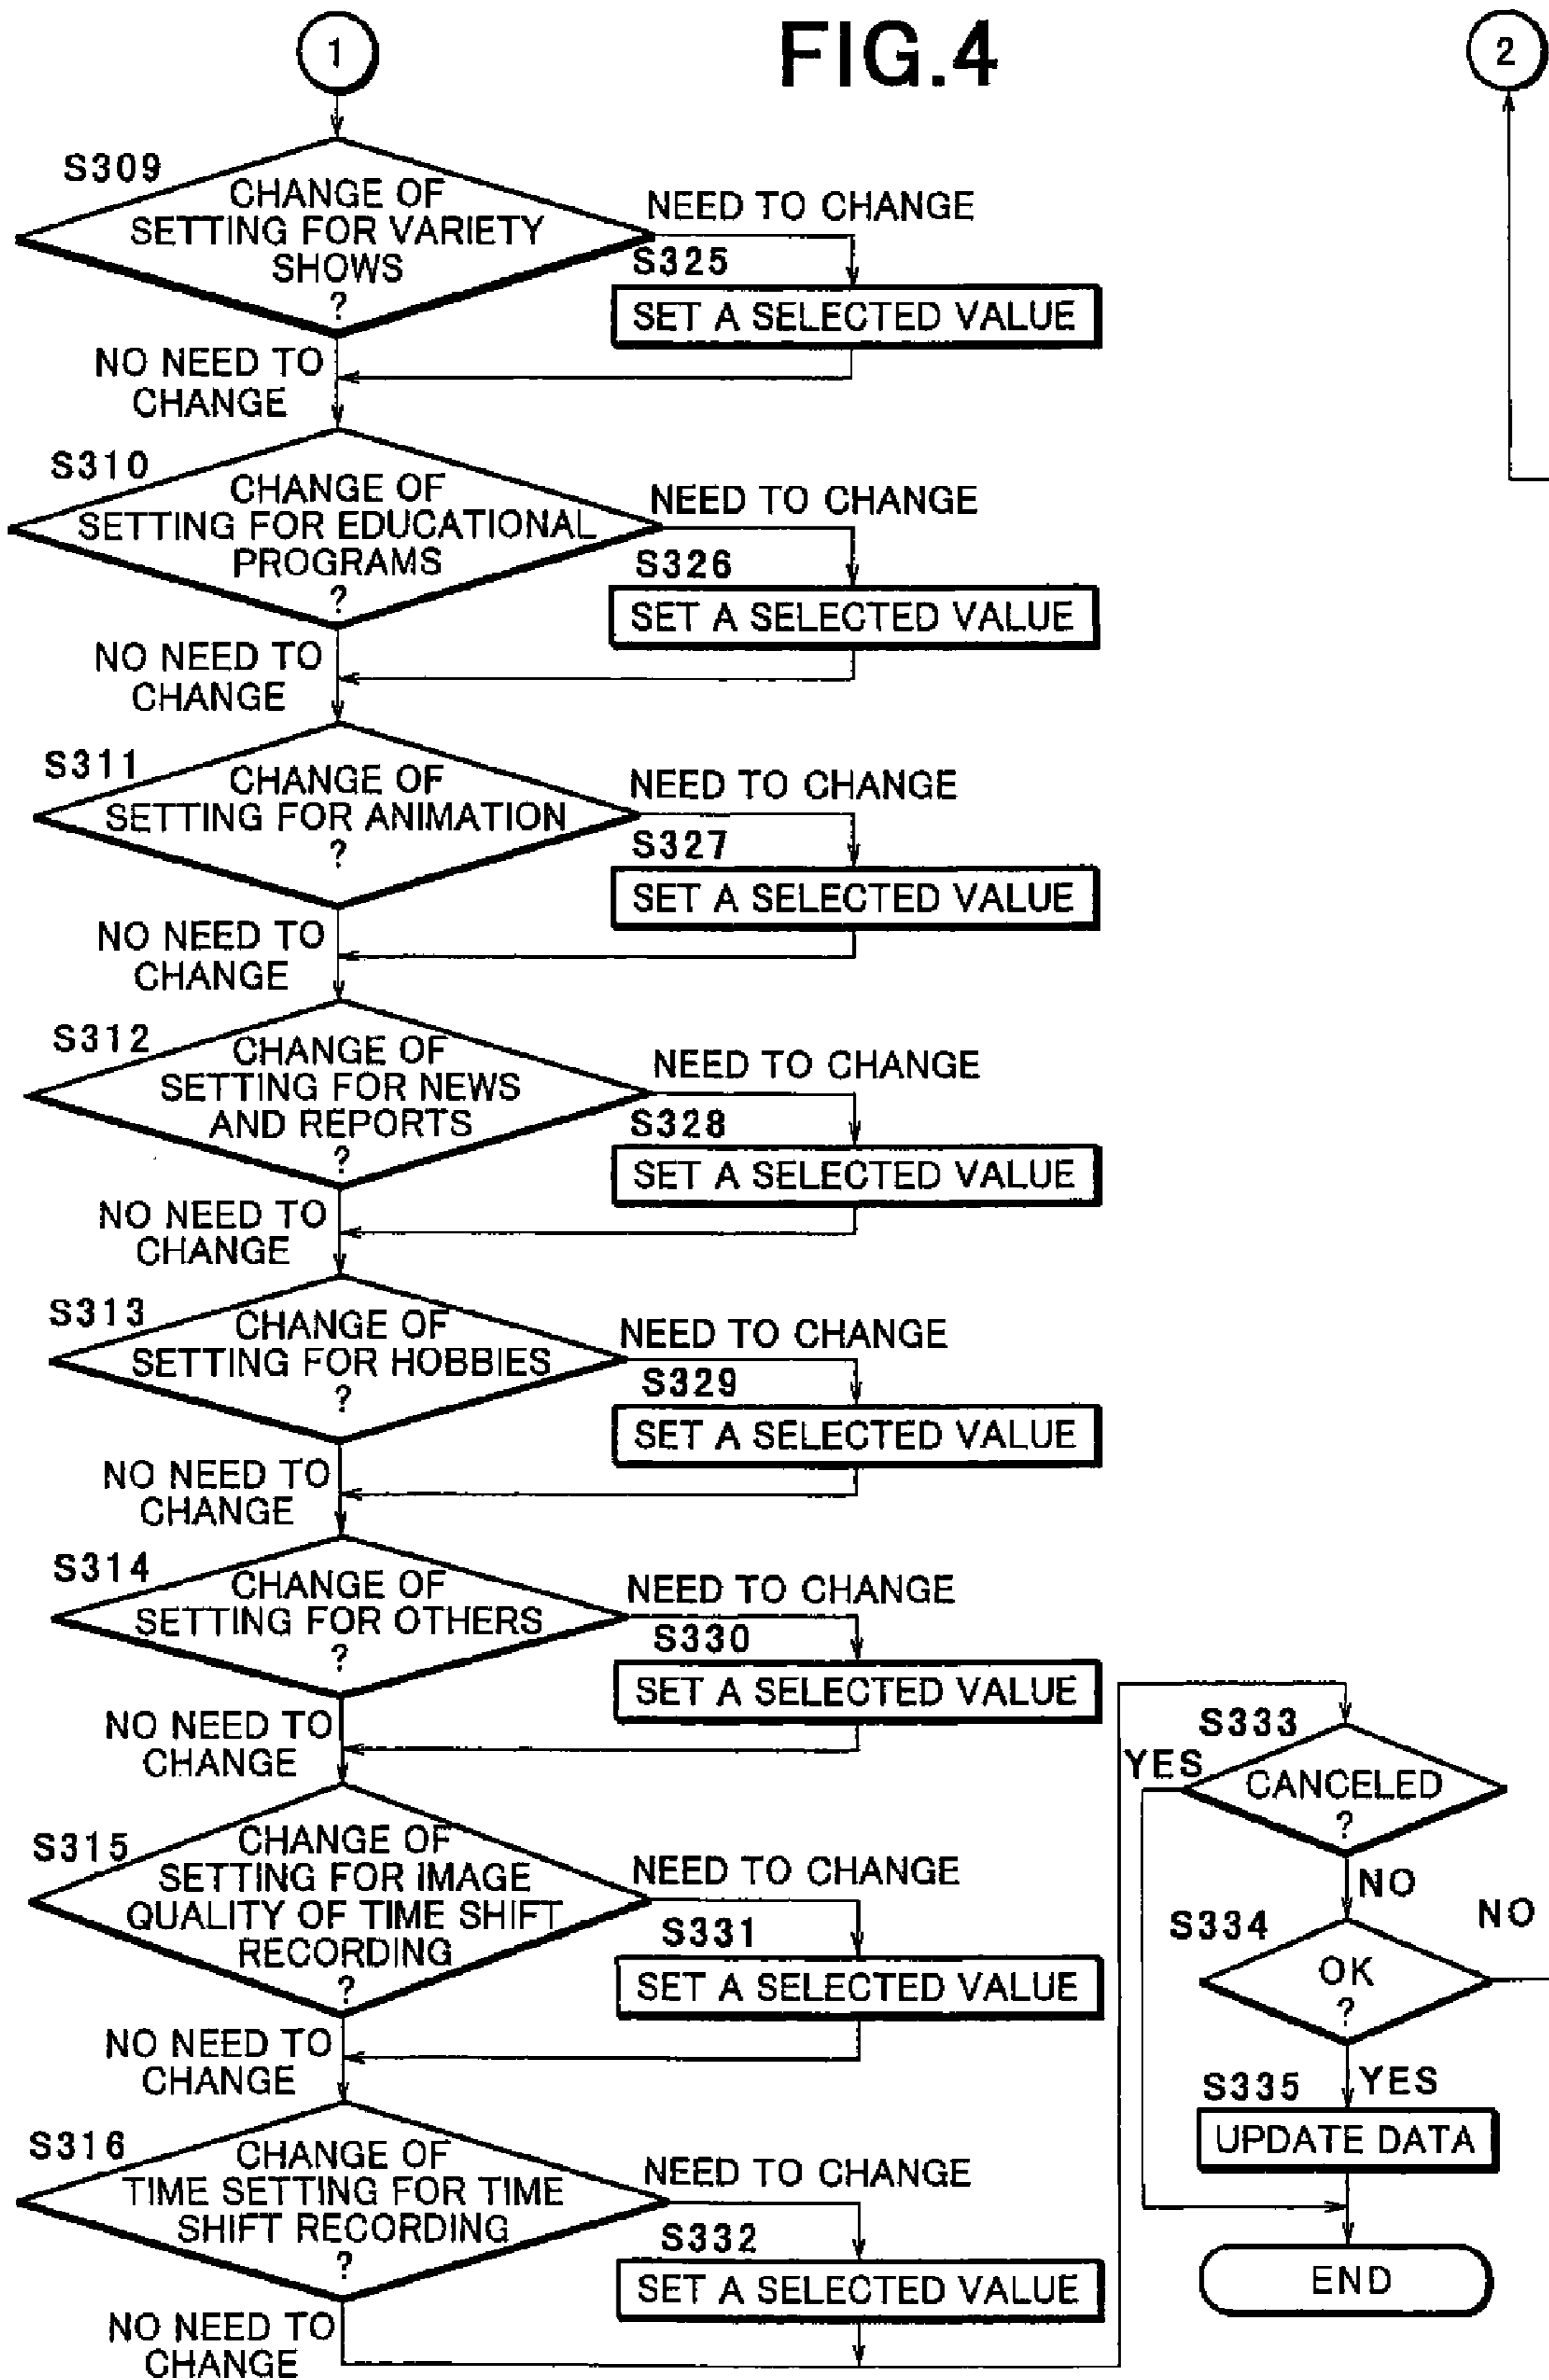 FIG.4
1
2
S309
CHANGE OF
SETTING FOR VARIETY
SHOWS
?
NEED TO CHANGE
S325
SET A SELECTED VALUE
NO NEED TO
CHANGE
S310
CHANGE OF
SETTING FOR EDUCATIONAL
PROGRAMS
?
NEED TO CHANGE
S326
SET A SELECTED VALUE
NO NEED TO
CHANGE
S311
CHANGE OF
SETTING FOR ANIMATION
?
NEED TO CHANGE
S327
SET A SELECTED VALUE
NO NEED TO
CHANGE
S312
CHANGE OF
SETTING FOR NEWS
AND REPORTS
?
NEED TO CHANGE
S328
SET A SELECTED VALUE
NO NEED TO
CHANGE
S313
CHANGE OF
SETTING FOR HOBBIES
?
NEED TO CHANGE
S329
SET A SELECTED VALUE
NO NEED TO
CHANGE
S314
CHANGE OF
SETTING FOR OTHERS
?
NEED TO CHANGE
S330
SET A SELECTED VALUE
NO NEED TO
CHANGE
S315
CHANGE OF
SETTING FOR IMAGE
QUALITY OF TIME SHIFT
RECORDING
?
NEED TO CHANGE
S331
SET A SELECTED VALUE
NO NEED TO
CHANGE
S316
CHANGE OF
TIME SETTING FOR TIME
SHIFT RECORDING
?
NEED TO CHANGE
S332
SET A SELECTED VALUE
NO NEED TO
CHANGE
S333
YES
CANCELED
?
NO
S334
NO
OK
?
S335
YES
UPDATE DATA
END